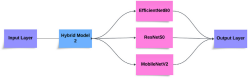 EfficientNetB0
Input Layer
Hybrid Model
2
ResNet50
Output Layer
MobileNetV2